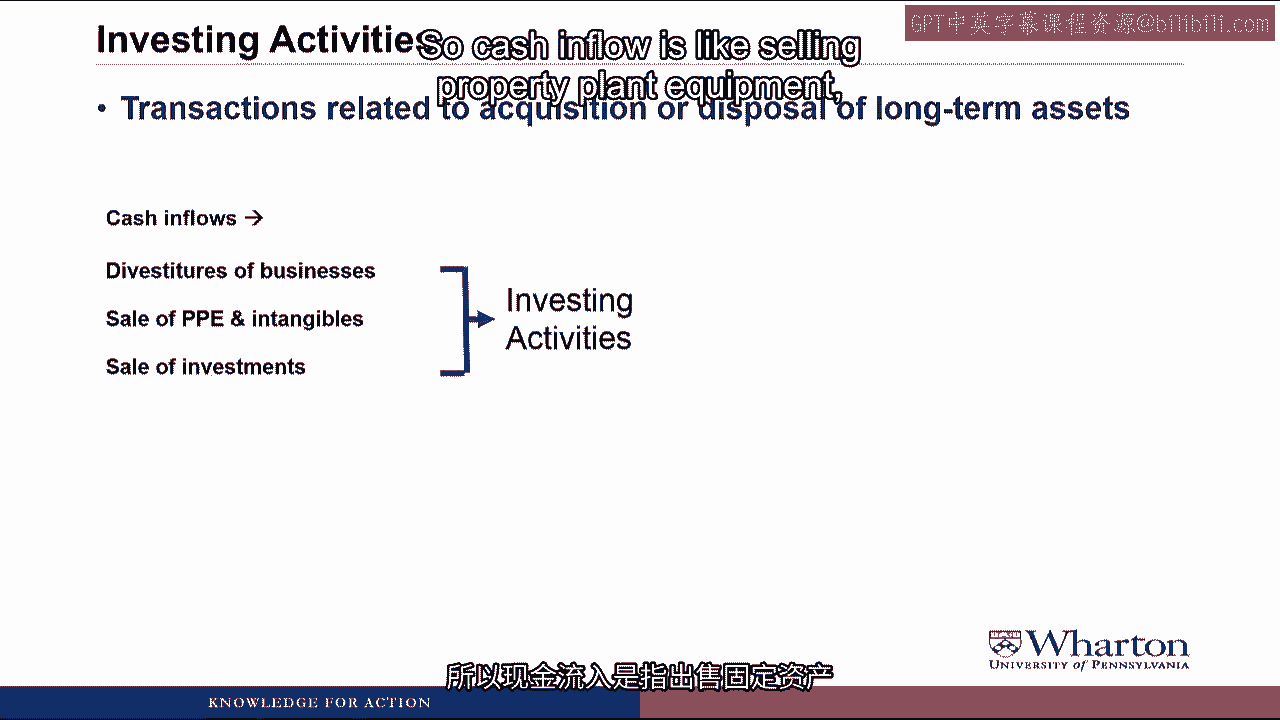 GPT中英字幕课程资源@bilibili.com
Investing Activities
So cash inflow is like selling
property plant equipment,
• Transactions related to acquisition or disposal of long-term assets
Cash inflows →
Divestitures of businesses
Sale of PPE & intangibles
Sale of investments
Investing
Activities
Wharton
UNIVERSITY of PENNSYLVANIA
所以现金流入是指出售固定资产
KNOWLEDGE FOR ACTION